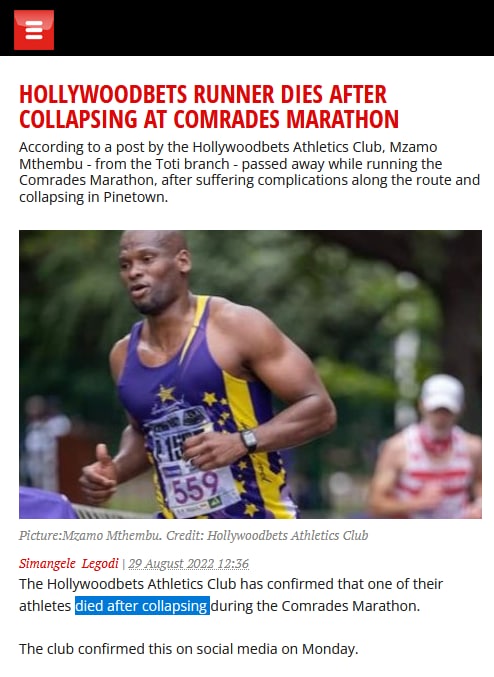 HOLLYWOODBETS RUNNER DIES AFTER
COLLAPSING AT COMRADES MARATHON
According to a post by the Hollywoodbets Athletics Club, Mzamo
Mthembu - from the Toti branch - passed away while running the
Comrades Marathon, after suffering complications along the route and
collapsing in Pinetown.
559
Picture:Mzamo Mthembu. Credit: Hollywoodbets Athletics Club
Simangele Legodi | 29 August 2022 12:36
The Hollywoodbets Athletics Club has confirmed that one of their
athletes died after collapsing during the Comrades Marathon.
The club confirmed this on social media on Monday.